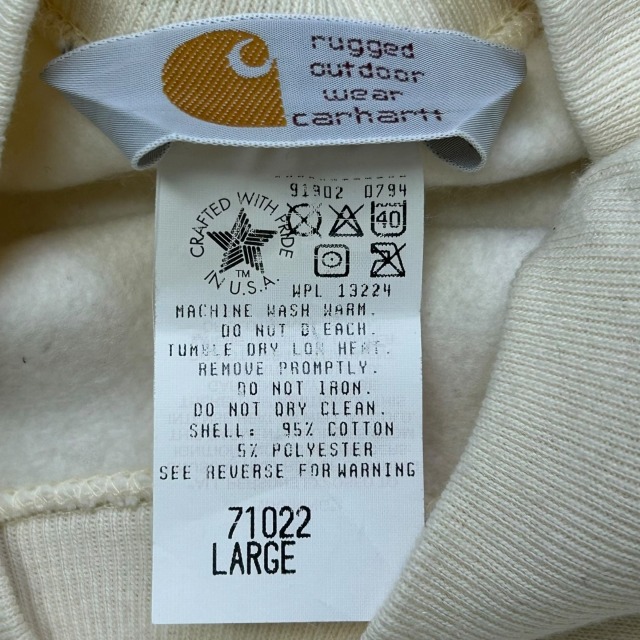 rugged
outdoor
wear
carhartt
91902 0794
CRAFTED WITH PRIDE
IN U.S.A.
TM
40
WPL 13224
MACHINE WASH WARM.
DO NOT BLEACH.
TUMBLE DRY LOW HEAT.
REMOVE PROMPTLY.
DO NOT IRON.
DO NOT DRY CLEAN.
SHELL: 95% COTTON
5% POLYESTER
SEE REVERSE FOR WARNING
71022
LARGE